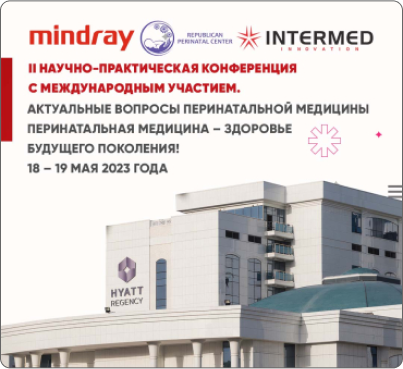 mindray
REPUBLICAN
PERINATAL CENTER
INTERMED
INNOVATION
II НАУЧНО-ПРАКТИЧЕСКАЯ КОНФЕРЕНЦИЯ
С МЕЖДУНАРОДНЫМ УЧАСТИЕМ.
АКТУАЛЬНЫЕ ВОПРОСЫ ПЕРИНАТАЛЬНОЙ МЕДИЦИНЫ
ПЕРИНАТАЛЬНАЯ МЕДИЦИНА – ЗДОРОВЬЕ
БУДУЩЕГО ПОКОЛЕНИЯ!
18 – 19 МАЯ 2023 ГОДА
HYATT
REGENCY